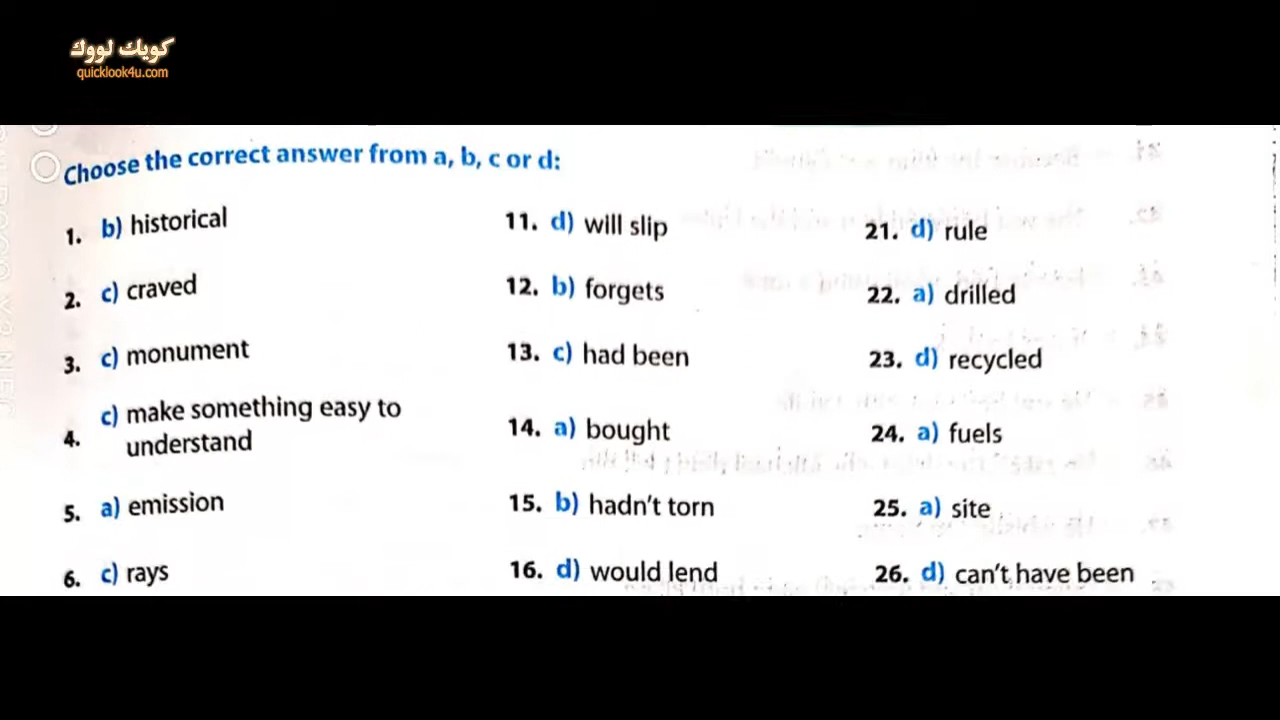 كويك لووك
quicklook4u.com
Choose the correct answer from a, b, c or d:
1. b) historical
2. c) craved
3. c) monument
4. c) make something easy to
understand
5. a) emission
6. c) rays
11. d) will slip
12. b) forgets
13. c) had been
14. a) bought
15. b) hadn't torn
16. d) would lend
21. d) rule
22. a) drilled
23. d) recycled
24. a) fuels
25. a) site
26. d) can't have been